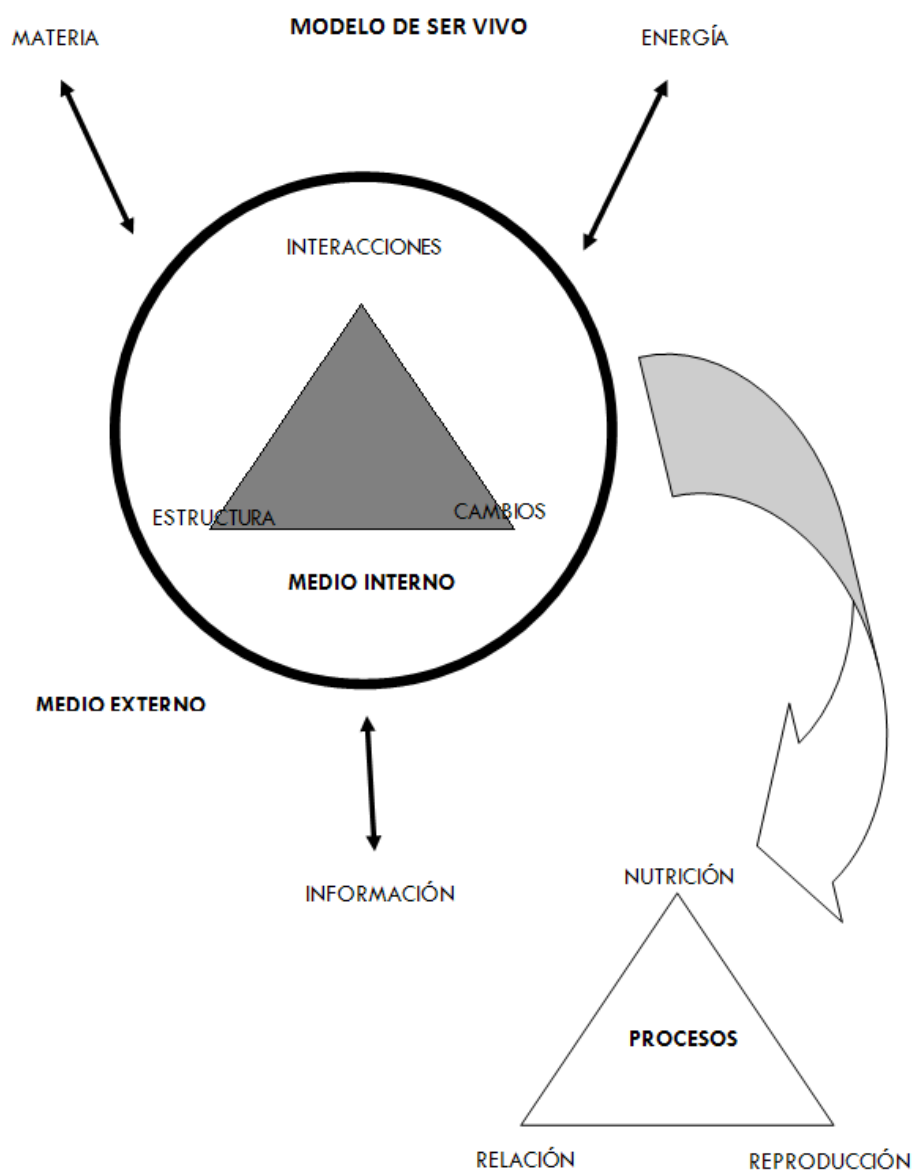 MODELO DE SER VIVO
MATERIA
ENERGÍA
INTERACCIONES
ESTRUCTURA
CAMBIOS
MEDIO INTERNO
MEDIO EXTERNO
INFORMACIÓN
NUTRICIÓN
PROCESOS
RELACIÓN
REPRODUCCIÓN